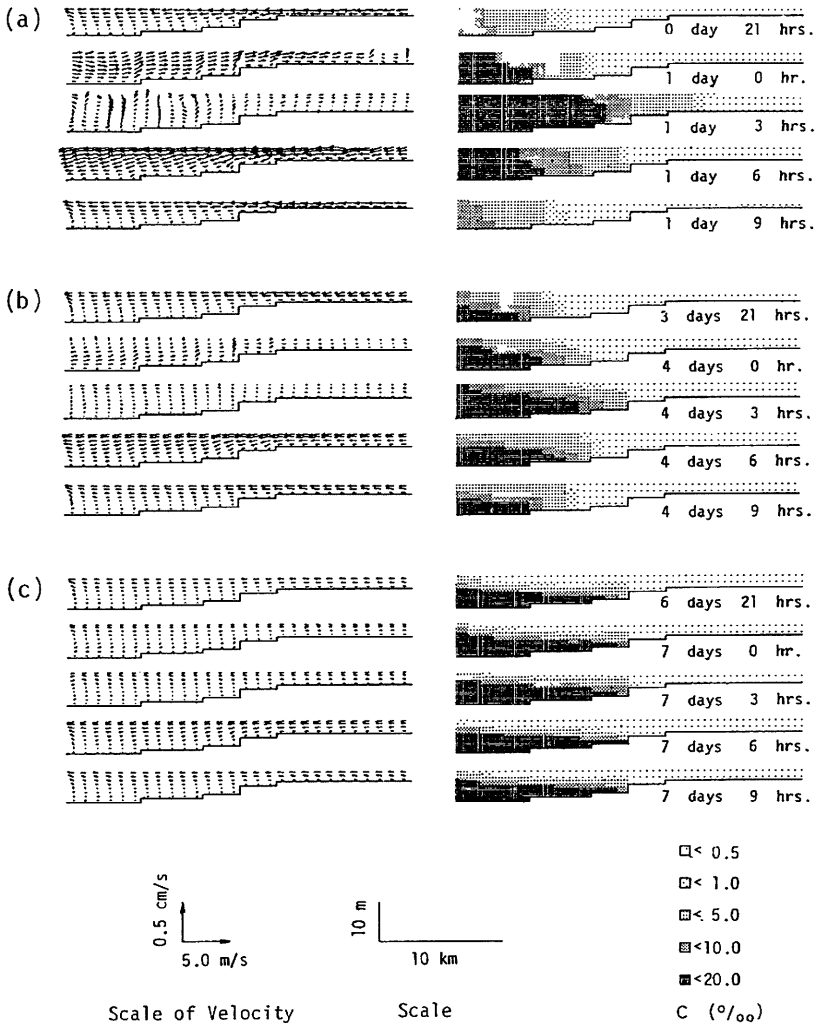 (a)
0 day 21 hrs.
1 day 0 hr.
1 day 3 hrs.
1 day 6 hrs.
1 day 9 hrs.
(b)
3 days 21 hrs.
4 days 0 hr.
4 days 3 hrs.
4 days 6 hrs.
4 days 9 hrs.
(c)
6 days 21 hrs.
7 days 0 hr.
7 days 3 hrs.
7 days 6 hrs.
7 days 9 hrs.
0.5 cm/s
5.0 m/s
Scale of Velocity
10 m
10 km
Scale
< 0.5
< 1.0
< 5.0
<10.0
<20.0
C (º/ₒₒ)